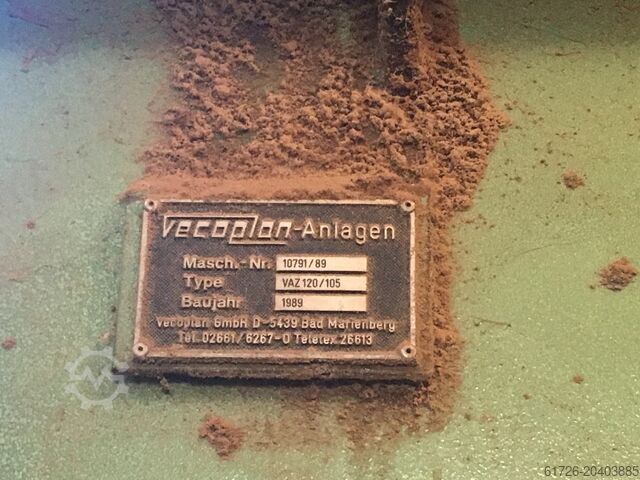 Vecoplan-Anlagen
Masch.-Nr. 10791/89
Type VAZ 120/105
Baujahr 1989
Vecoplan GmbH D-5439 Bad Marienberg
Tel. 02661/6267-0 Teletex 26613
61726-20403885